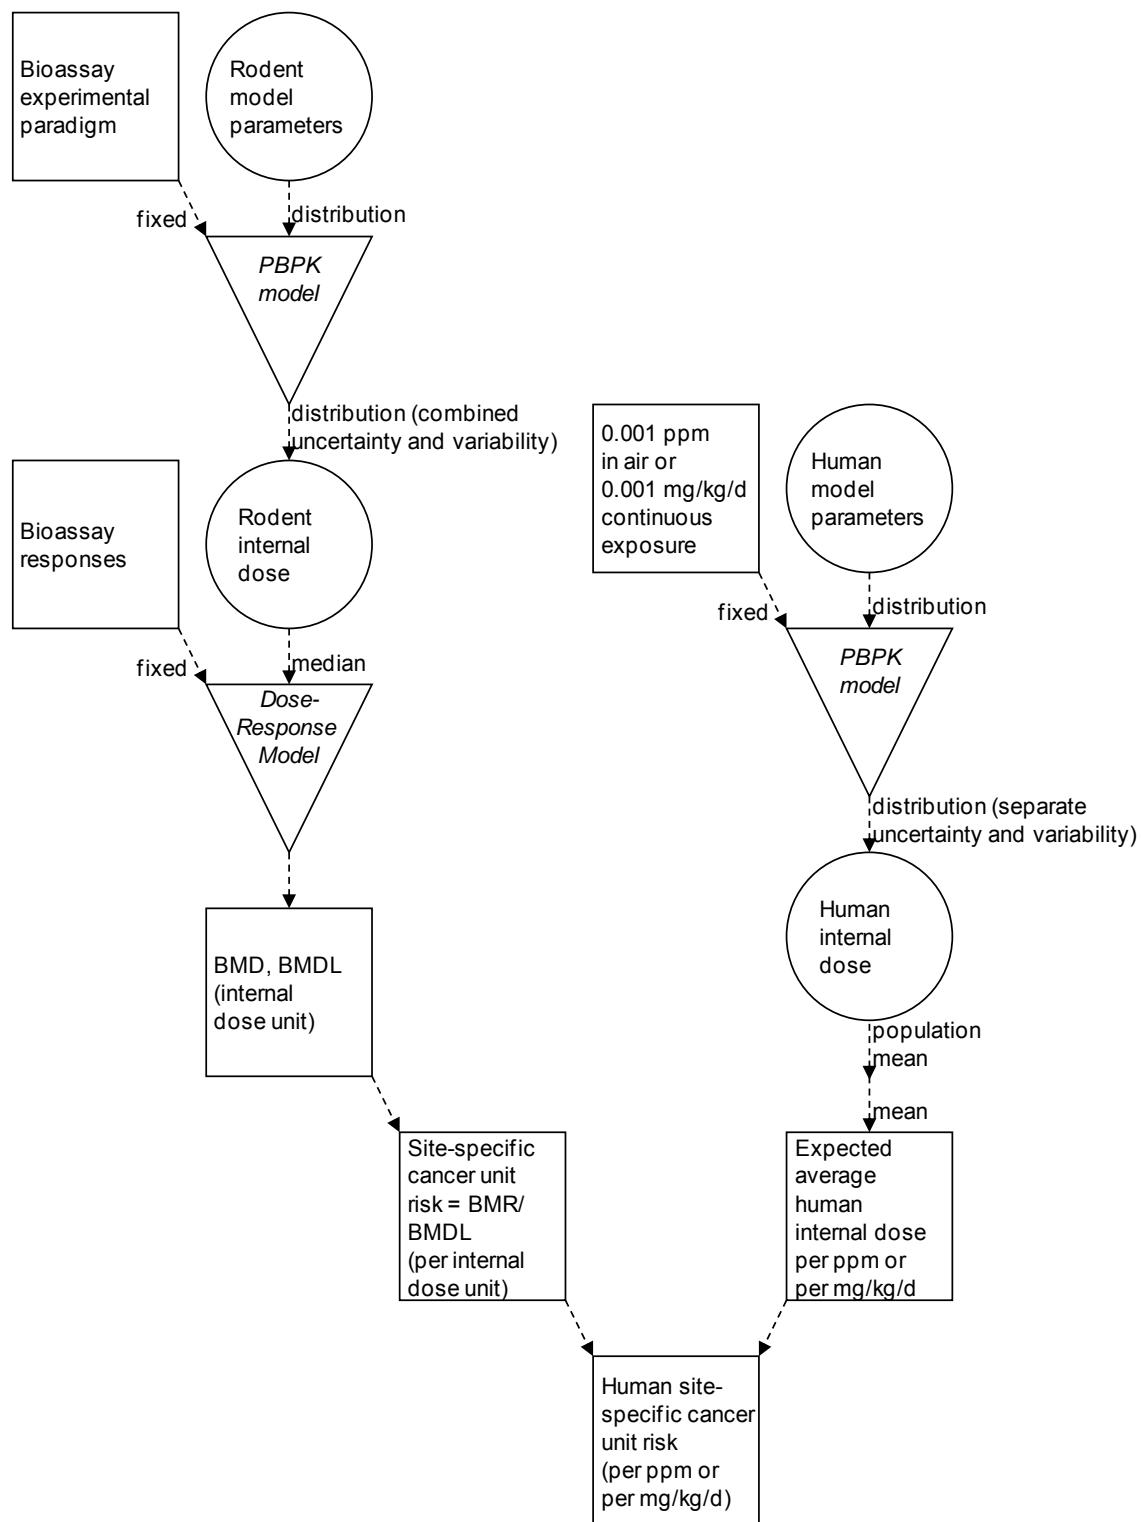 Bioassay
experimental
paradigm
Rodent
model
parameters
fixed
distribution
PBPK
model
distribution (combined
uncertainty and variability)
Bioassay
responses
Rodent
internal
dose
fixed
median
Dose-
Response
Model
BMD, BMDL
(internal
dose unit)
Site-specific
cancer unit
risk = BMR/
BMDL
(per internal
dose unit)
0.001 ppm
in air or
0.001 mg/kg/d
continuous
exposure
Human
model
parameters
fixed
distribution
PBPK
model
distribution (separate
uncertainty and variability)
Human
internal
dose
population
mean
mean
Expected
average
human
internal dose
per ppm or
per mg/kg/d
Human site-
specific cancer
unit risk
(per ppm or
per mg/kg/d)